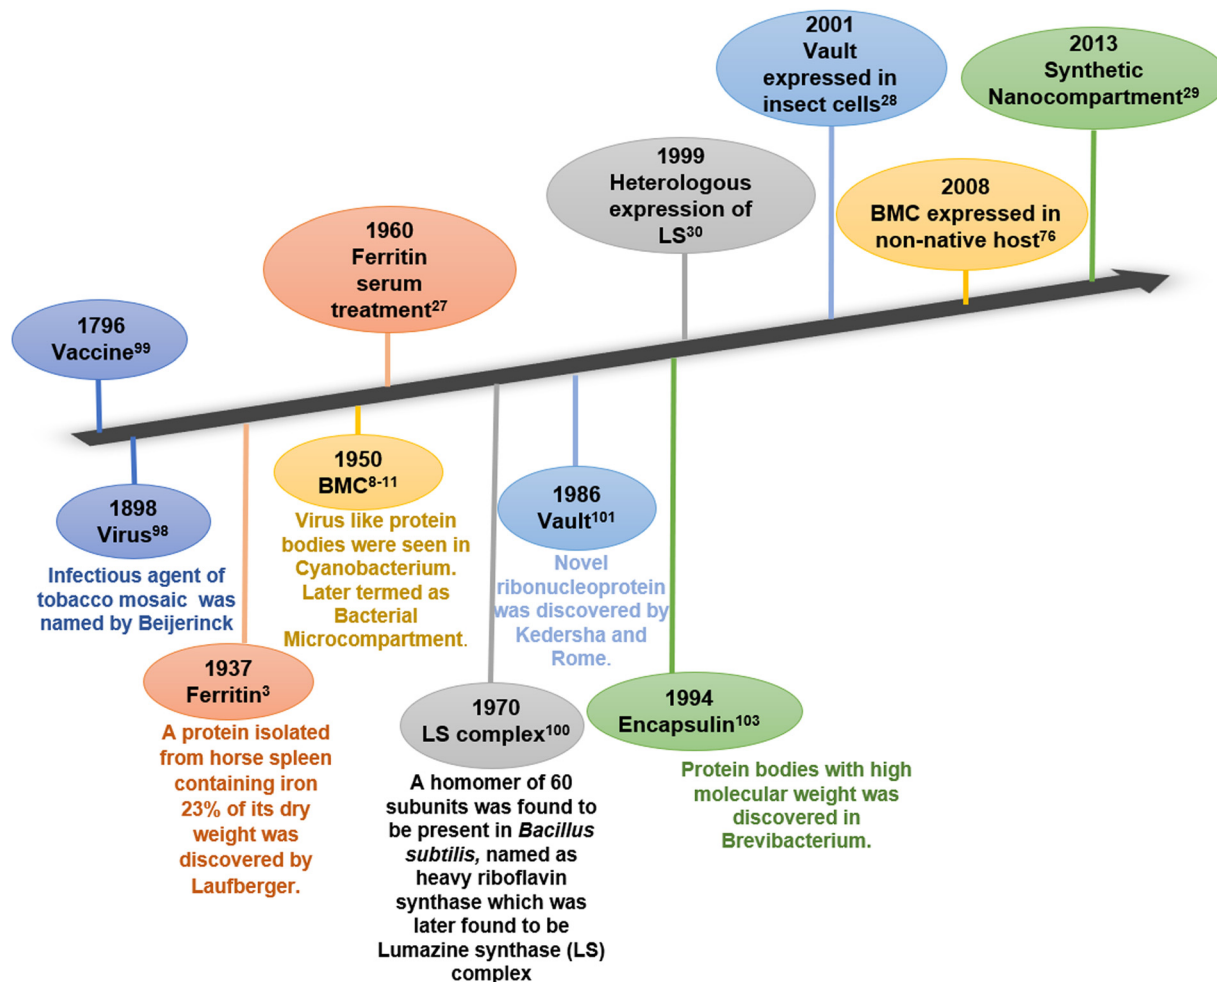 2001
Vault
expressed in
insect cells28
2013
Synthetic
Nanocompartment29
1999
Heterologous
expression of
LS30
2008
BMC expressed in
non-native host76
1960
Ferritin
serum
treatment27
1796
Vaccine99
1898
Virus98
Infectious agent of
tobacco mosaic was
named by Beijerinck
1950
BMC8-11
Virus like protein
bodies were seen in
Cyanobacterium.
Later termed as
Bacterial
Microcompartment.
1986
Vault101
Novel
ribonucleoprotein
was discovered by
Kedersha and
Rome.
1937
Ferritin3
A protein isolated
from horse spleen
containing iron
23% of its dry
weight was
discovered by
Laufberger.
1970
LS complex100
A homomer of 60
subunits was found to
be present in Bacillus
subtilis, named as
heavy riboflavin
synthase which was
later found to be
Lumazine synthase (LS)
complex
1994
Encapsulin103
Protein bodies with high
molecular weight was
discovered in
Brevibacterium.